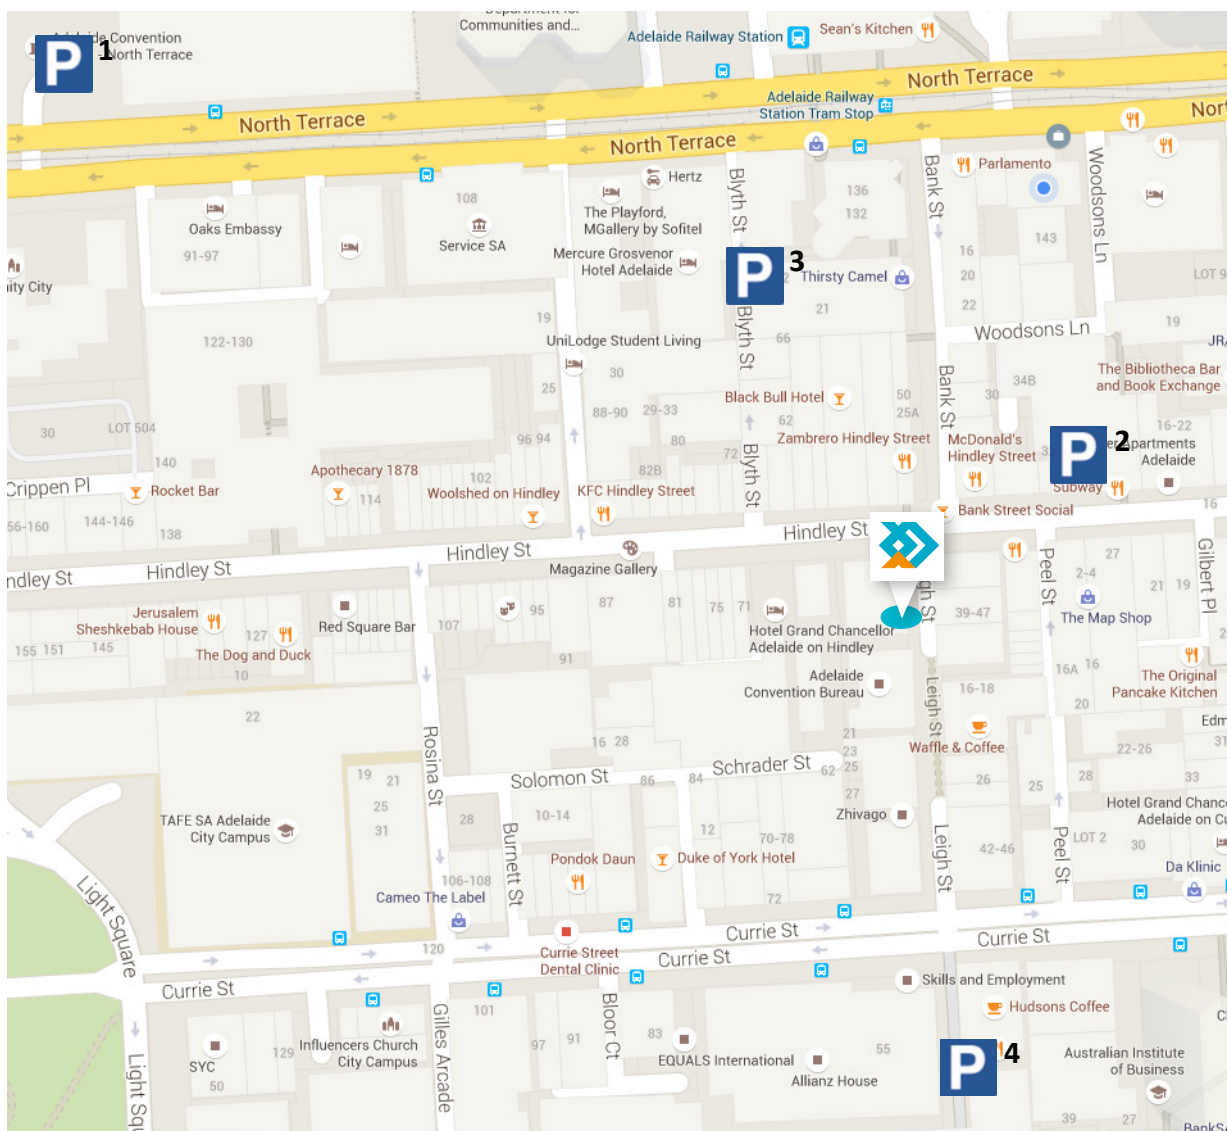 Department for
Communities and...
Adelaide Railway Station
Sean's Kitchen
P 1
Adelaide Convention
North Terrace
North Terrace
North Terrace
Adelaide Railway
Station Tram Stop
North Terrace
North Terrace
Nort
Parlamento
Hertz
Blyth St
Bank St
Woodsons Ln
136
132
108
Service SA
The Playford,
MGallery by Sofitel
Oaks Embassy
91-97
Mercure Grosvenor
Hotel Adelaide
P 3
Thirsty Camel
16
20
22
143
LOT 9
ity City
21
19
Blyth St
66
Woodsons Ln
19
JR/
122-130
UniLodge Student Living
30
25
The Bibliotheca Bar
and Book Exchange
34B
30
Bank St
Black Bull Hotel
50
25A
88-90
29-33
62
16-22
30
LOT 504
96 94
80
72
Zambrero Hindley Street
McDonald's
Hindley Street
P 2
er Apartments
Adelaide
140
Apothecary 1878
102
82B
Blyth St
Crippen Pl
Rocket Bar
114
Woolshed on Hindley
KFC Hindley Street
Subway
16
56-160
144-146
138
Bank Street Social
Hindley St
Hindley St
Hindley St
ndley St
Magazine Gallery
Peel St
27
Gilbert Pl
2-4
21
19
gh St
39-47
Jerusalem
Sheshkebab House
127
Red Square Bar
107
95
87
81
75
71
The Map Shop
155 151
145
The Dog and Duck
10
91
Hotel Grand Chancellor
Adelaide on Hindley
16A
16
Adelaide
Convention Bureau
Leigh St
16-18
20
The Original
Pancake Kitchen
22
Rosina St
16 28
21
23
25
27
Waffle & Coffee
Edm
22-26
31
Solomon St
86
84
Schrader St
62
19
21
25
31
26
25
28
33
TAFE SA Adelaide
City Campus
28
Burnett St
10-14
12
70-78
Zhivago
Leigh St
42-46
Peel St
LOT 2
30
Hotel Grand Chanc
Adelaide on Cu
Pondok Daun
Duke of York Hotel
Da Klinic
Light Square
106-108
Cameo The Label
72
120
Currie St
Currie St
Currie Street
Dental Clinic
Currie St
Currie St
Skills and Employment
Hudsons Coffee
Light Squ
Gilles Arcade
101
Bloor Ct
SYC
50
129
Influencers Church
City Campus
97
91
83
EQUALS International
55
Allianz House
P 4
Australian Institute
of Business
39
27
BankSA